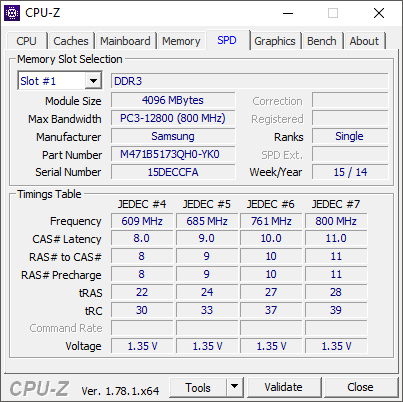 CPU-Z
CPU Caches Mainboard Memory SPD Graphics Bench About
Memory Slot Selection
Slot #1 DDR3
Module Size 4096 MBytes Correction
Max Bandwidth PC3-12800 (800 MHz) Registered
Manufacturer Samsung Ranks Single
Part Number M471B5173QH0-YK0 SPD Ext.
Serial Number 15DECCFA Week/Year 15 / 14
Timings Table
JEDEC #4 JEDEC #5 JEDEC #6 JEDEC #7
Frequency 609 MHz 685 MHz 761 MHz 800 MHz
CAS# Latency 8.0 9.0 10.0 11.0
RAS# to CAS# 8 9 10 11
RAS# Precharge 8 9 10 11
tRAS 22 24 27 28
tRC 30 33 37 39
Command Rate
Voltage 1.35 V 1.35 V 1.35 V 1.35 V
CPU-Z Ver. 1.78.1.x64 Tools Validate Close